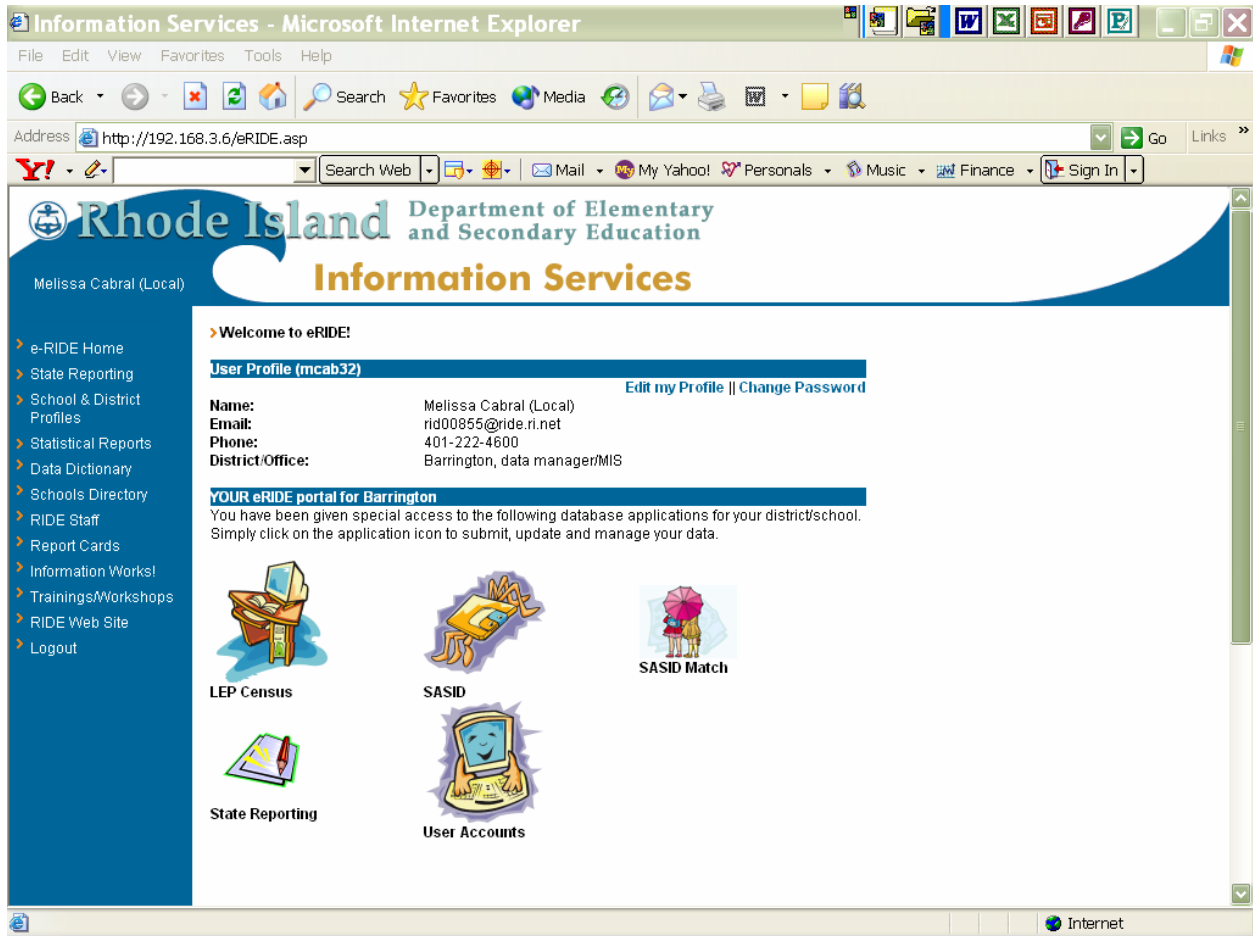 Information Services - Microsoft Internet Explorer
File Edit View Favorites Tools Help
Back Search Favorites Media
Address http://192.168.3.6/eRIDE.asp Go Links »
Y! Search Web Mail My Yahoo! Personals Music Finance Sign In
Rhode Island Department of Elementary
and Secondary Education
Information Services
Melissa Cabral (Local)
e-RIDE Home
State Reporting
School & District
Profiles
Statistical Reports
Data Dictionary
Schools Directory
RIDE Staff
Report Cards
Information Works!
Trainings/Workshops
RIDE Web Site
Logout
Welcome to eRIDE!
User Profile (mcab32)
Edit my Profile || Change Password
Name: Melissa Cabral (Local)
Email: rid00855@ride.ri.net
Phone: 401-222-4600
District/Office: Barrington, data manager/MIS
YOUR eRIDE portal for Barrington
You have been given special access to the following database applications for your district/school.
Simply click on the application icon to submit, update and manage your data.
LEP Census SASID SASID Match
State Reporting User Accounts
Internet